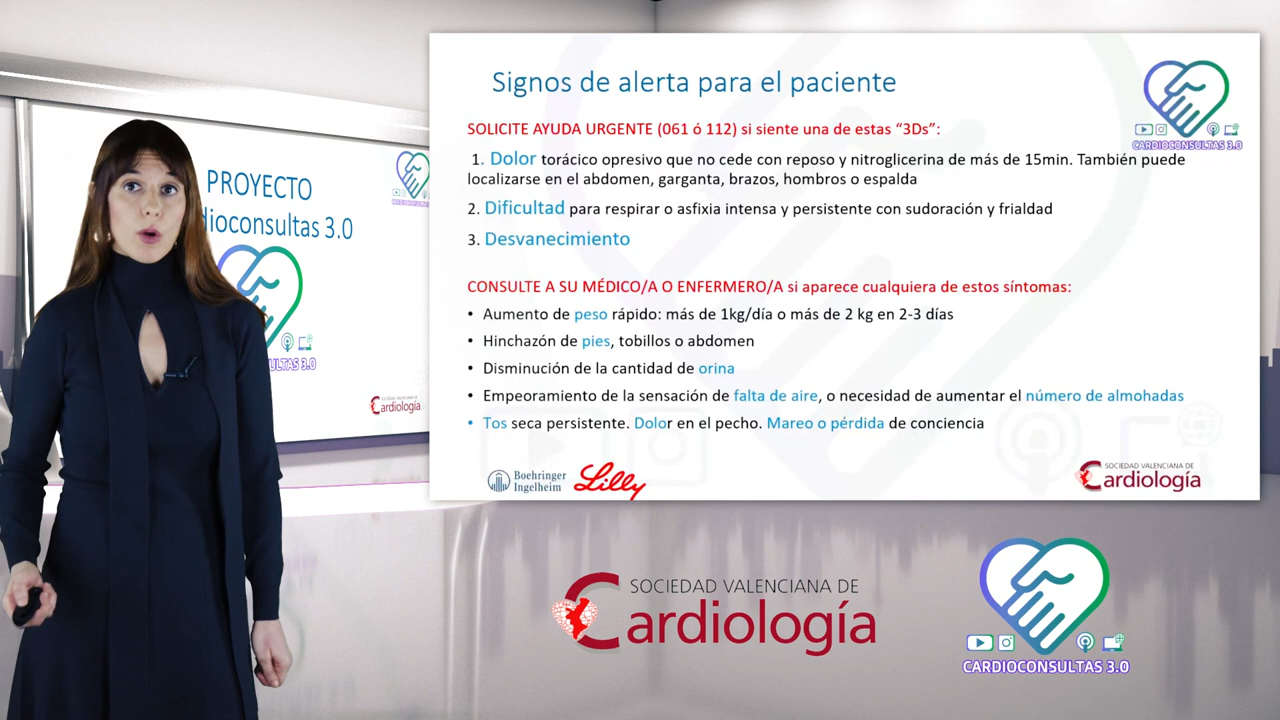 PROYECTO
dioconsultas 3.0
ULTAS 3.0
SOCIEDAD VALENCIANA DE
Cardiología
Signos de alerta para el paciente
CARDIOCONSULTAS 3.0
SOLICITE AYUDA URGENTE (061 ó 112) si siente una de estas “3Ds”:
1. Dolor torácico opresivo que no cede con reposo y nitroglicerina de más de 15min. También puede
localizarse en el abdomen, garganta, brazos, hombros o espalda
2. Dificultad para respirar o asfixia intensa y persistente con sudoración y frialdad
3. Desvanecimiento
CONSULTE A SU MÉDICO/A O ENFERMERO/A si aparece cualquiera de estos síntomas:
• Aumento de peso rápido: más de 1kg/día o más de 2 kg en 2-3 días
• Hinchazón de pies, tobillos o abdomen
• Disminución de la cantidad de orina
• Empeoramiento de la sensación de falta de aire, o necesidad de aumentar el número de almohadas
• Tos seca persistente. Dolor en el pecho. Mareo o pérdida de conciencia
Boehringer
Ingelheim
Lilly
SOCIEDAD VALENCIANA DE
Cardiología
SOCIEDAD VALENCIANA DE
Cardiología
CARDIOCONSULTAS 3.0